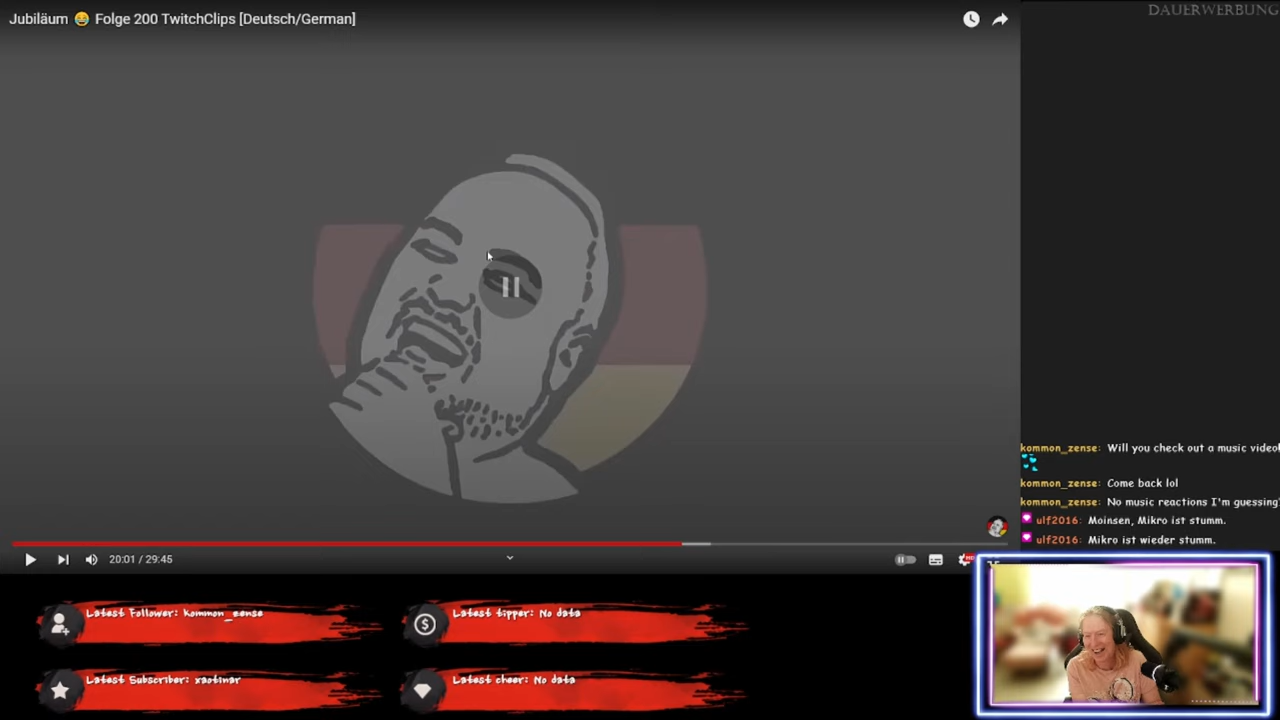 Jubiläum 😂 Folge 200 TwitchClips [Deutsch/German]
DAUERWERBUNG
kommon_zense: Will you check out a music video
kommon_zense: Come back lol
kommon_zense: No music reactions I'm guessing?
ulf2016: Moinsen, Mikro ist stumm.
ulf2016: Mikro ist wieder stumm.
20:01 / 29:45
Latest Follower: kommon_zense
Latest tipper: No data
Latest Subscriber: xaotinar
Latest cheer: No data